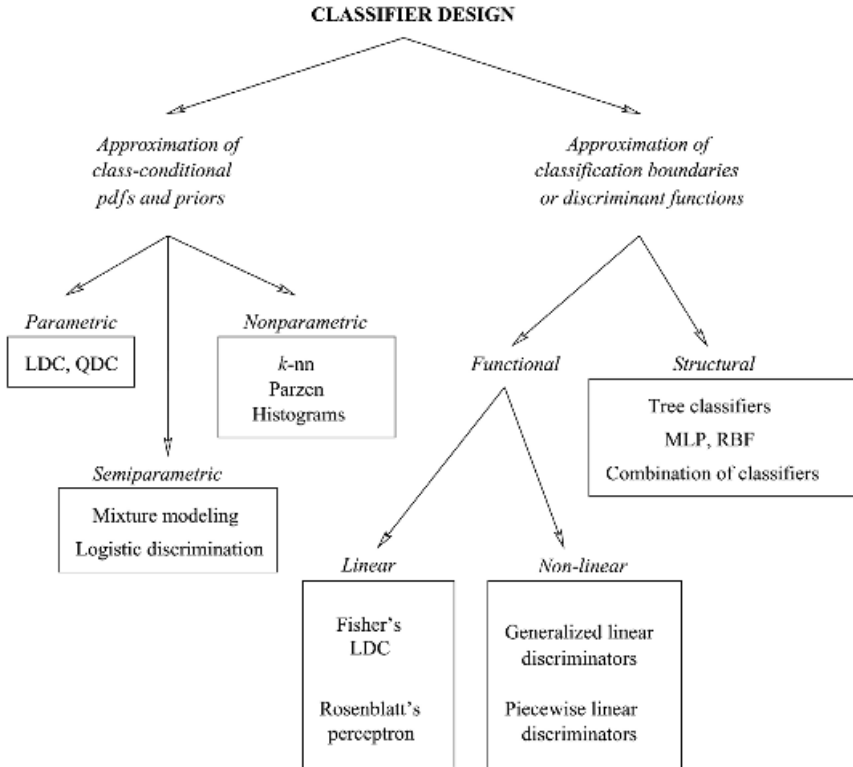 CLASSIFIER DESIGN
Approximation of
class-conditional
pdfs and priors
Approximation of
classification boundaries
or discriminant functions
Parametric
LDC, QDC
Nonparametric
k-nn
Parzen
Histograms
Semiparametric
Mixture modeling
Logistic discrimination
Functional
Structural
Tree classifiers
MLP, RBF
Combination of classifiers
Linear
Fisher's
LDC
Rosenblatt's
perceptron
Non-linear
Generalized linear
discriminators
Piecewise linear
discriminators